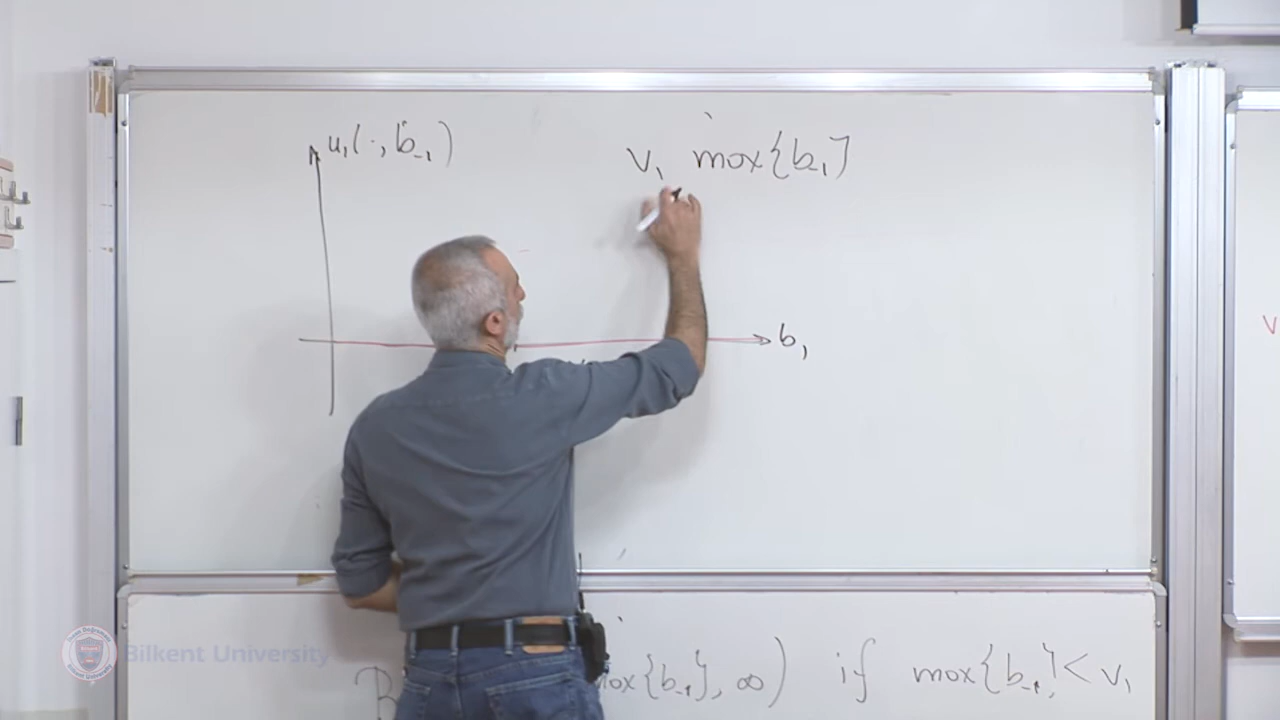 u₁(·, b₋₁)
v₁ max{b₋₁}
b₁
max{b₋₁}, ∞) if max{b₋₁} < v₁
v
Bilkent University